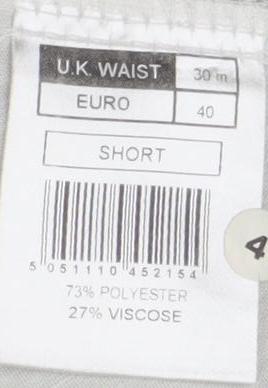 U.K. WAIST 30 in
EURO 40
SHORT
5 051110 452154
73% POLYESTER
27% VISCOSE
4